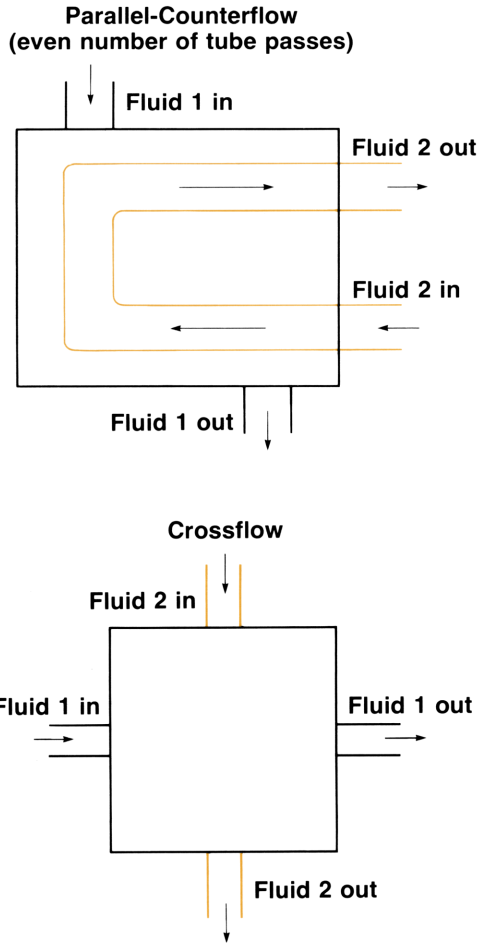 Parallel-Counterflow
(even number of tube passes)
Fluid 1 in
Fluid 2 out
Fluid 2 in
Fluid 1 out
Crossflow
Fluid 2 in
Fluid 1 in
Fluid 1 out
Fluid 2 out